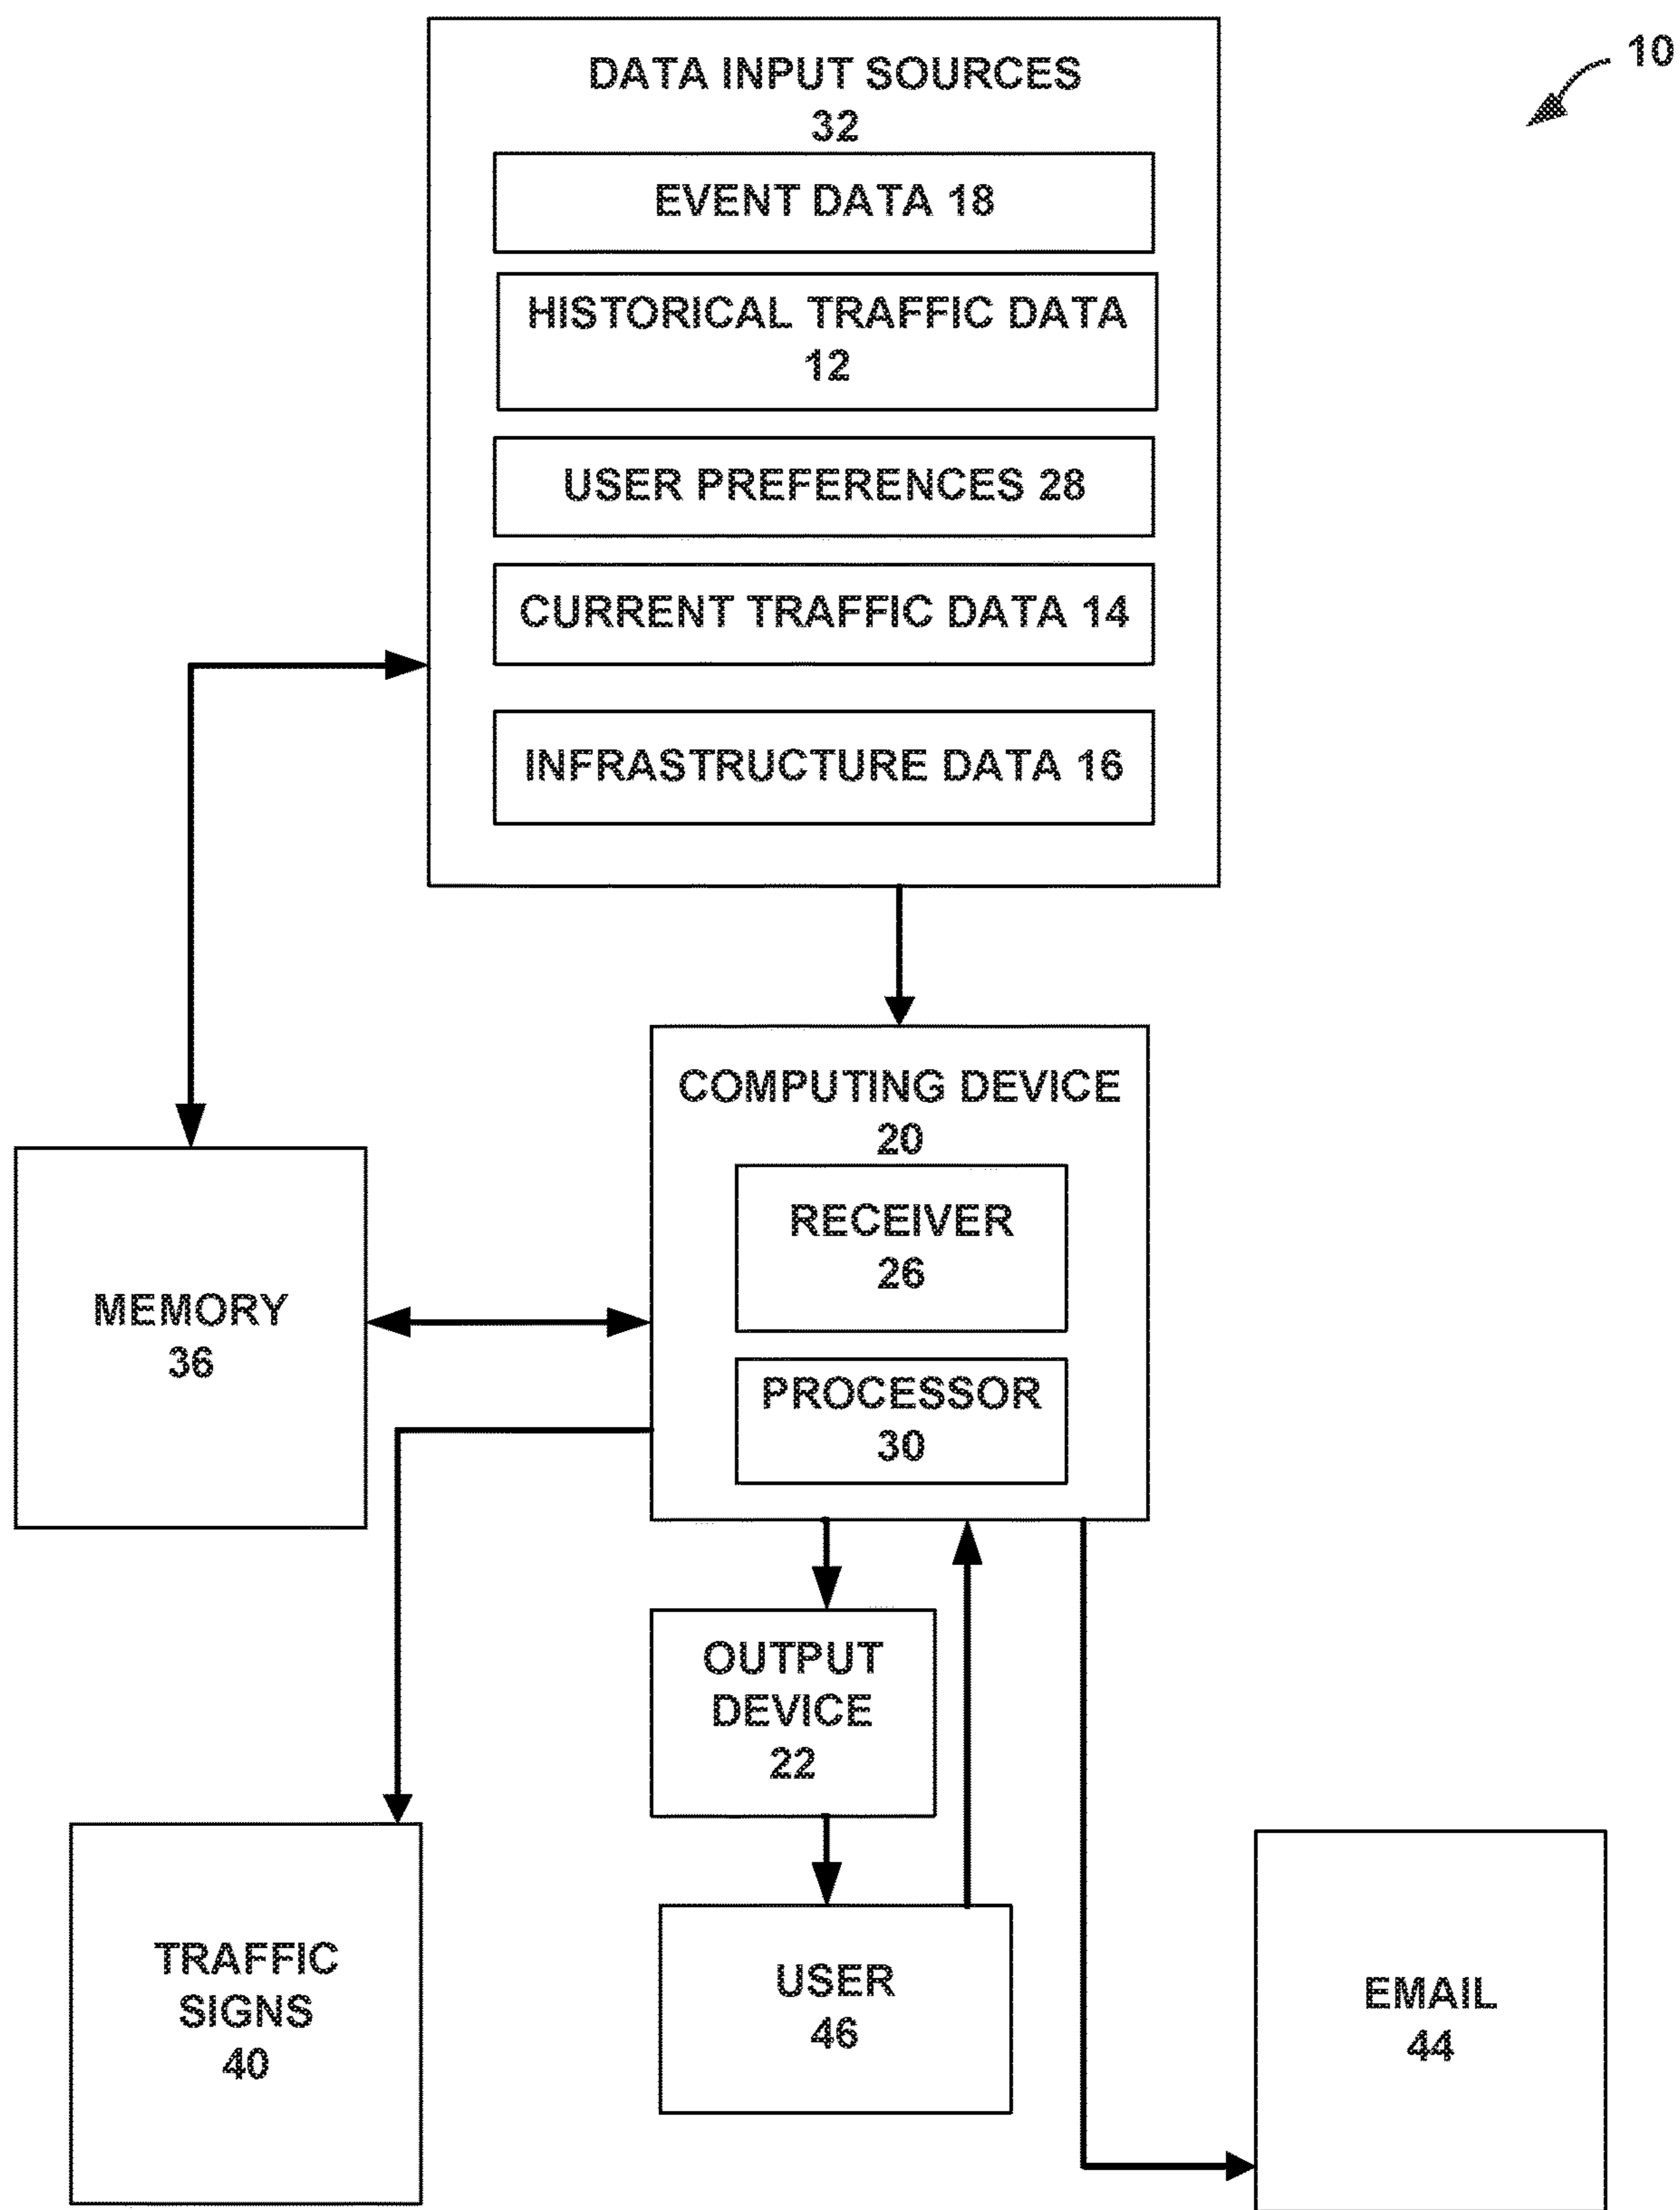 10
DATA INPUT SOURCES
32
EVENT DATA 18
HISTORICAL TRAFFIC DATA
12
USER PREFERENCES 28
CURRENT TRAFFIC DATA 14
INFRASTRUCTURE DATA 16
COMPUTING DEVICE
20
RECEIVER
26
PROCESSOR
30
MEMORY
36
OUTPUT
DEVICE
22
TRAFFIC
SIGNS
40
USER
46
EMAIL
44